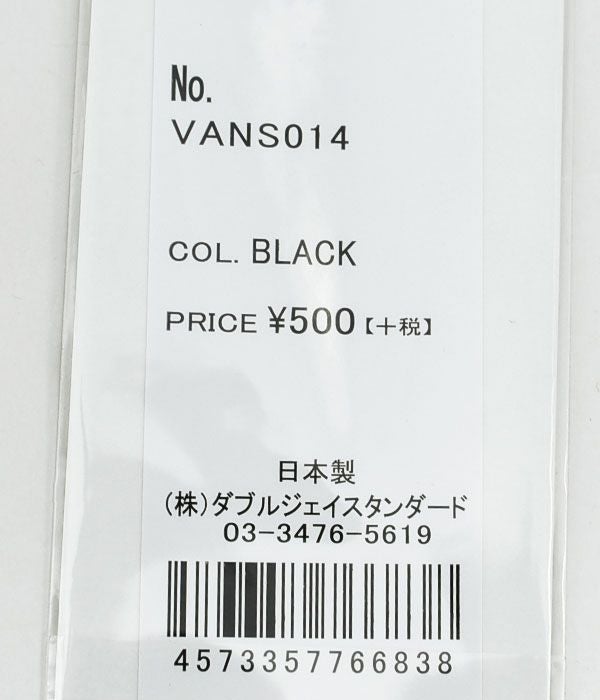 No.
VANS014
COL. BLACK
PRICE ¥500【+税】
日本製
(株)ダブルジェイスタンダード
03-3476-5619
4573357766838